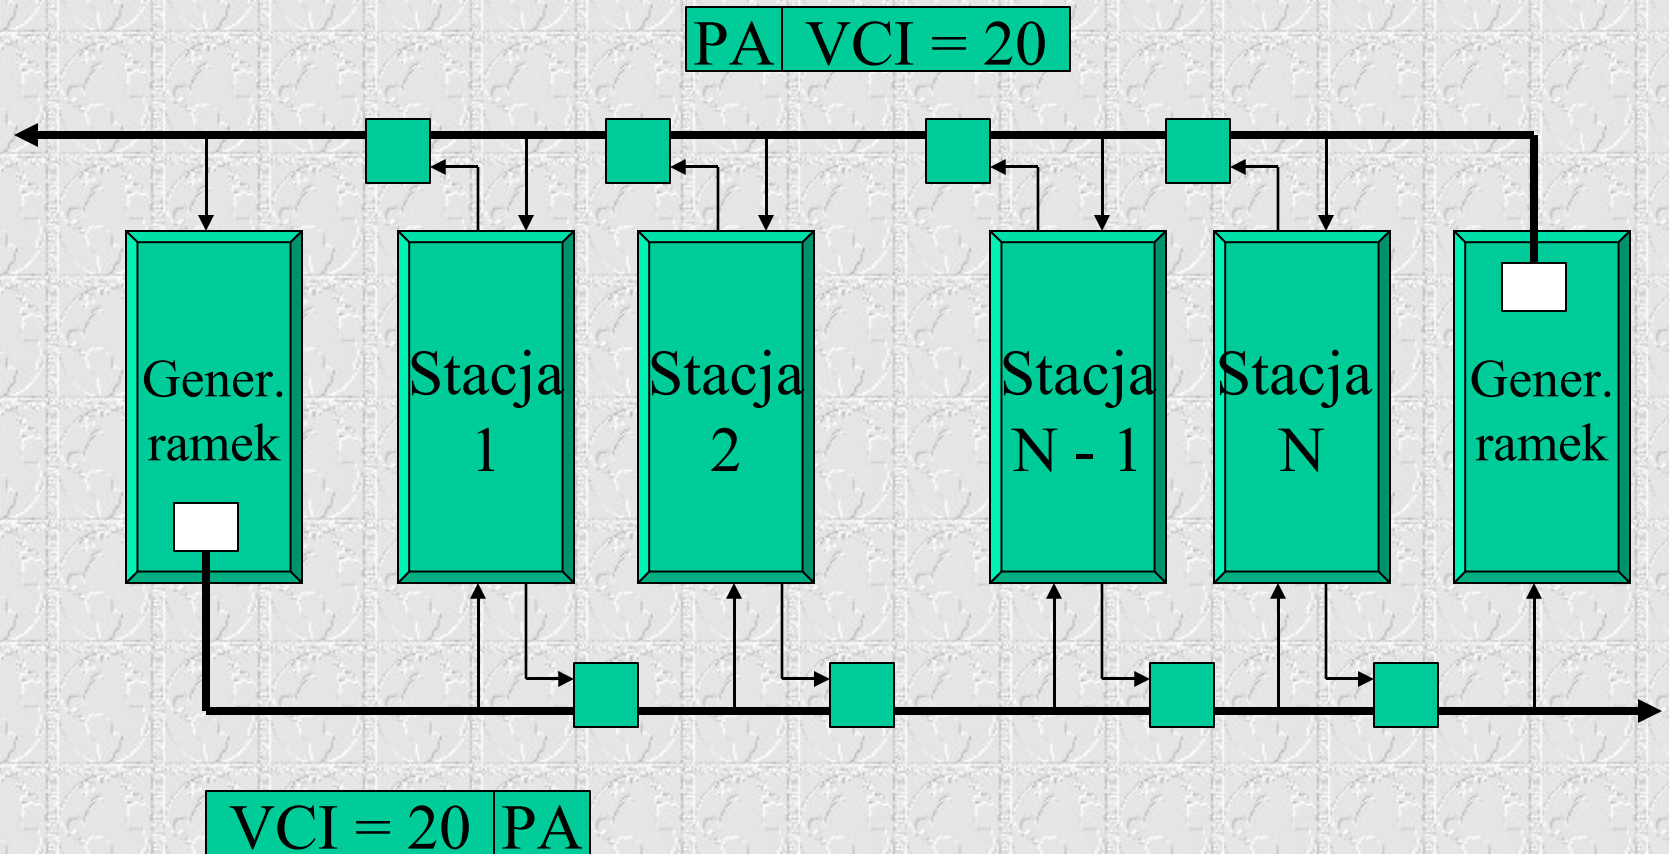 PA VCI = 20
Gener.
ramek
Stacja
1
Stacja
2
Stacja
N - 1
Stacja
N
Gener.
ramek
VCI = 20 PA